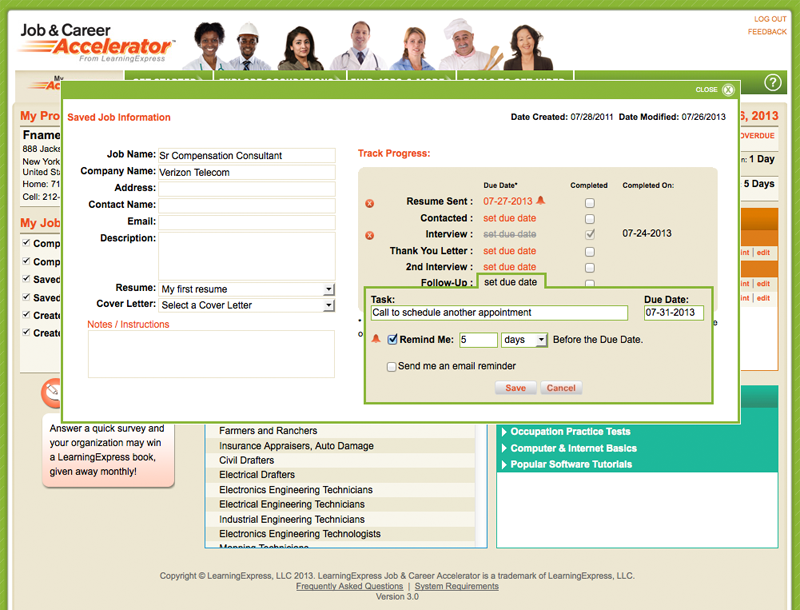 Job & Career
Accelerator™
From LearningExpress
LOG OUT
FEEDBACK
My
CLOSE
?
Saved Job Information
Date Created: 07/28/2011 Date Modified: 07/26/2013
Job Name: Sr Compensation Consultant
Company Name: Verizon Telecom
Address:
Contact Name:
Email:
Description:
Resume: My first resume
Cover Letter: Select a Cover Letter
Notes / Instructions
Track Progress:
Due Date* Completed Completed On:
Resume Sent : 07-27-2013
Contacted : set due date
Interview : set due date 07-24-2013
Thank You Letter : set due date
2nd Interview : set due date
Follow-Up : set due date
Task: Due Date:
Call to schedule another appointment 07-31-2013
Remind Me: 5 days Before the Due Date.
Send me an email reminder
Save Cancel
My Pro
Fname
888 Jacks
New York
United Sta
Home: 71
Cell: 212-
My Job
Comp
Comp
Saved
Saved
Create
Create
6, 2013
OVERDUE
n: 1 Day
5 Days
int | edit
int | edit
int | edit
Answer a quick survey and
your organization may win
a LearningExpress book,
given away monthly!
Farmers and Ranchers
Insurance Appraisers, Auto Damage
Civil Drafters
Electrical Drafters
Electronics Engineering Technicians
Electrical Engineering Technicians
Industrial Engineering Technicians
Electronics Engineering Technologists
Mapping Technicians
Occupation Practice Tests
Computer & Internet Basics
Popular Software Tutorials
Copyright © LearningExpress, LLC 2013. LearningExpress Job & Career Accelerator is a trademark of LearningExpress, LLC.
Frequently Asked Questions | System Requirements
Version 3.0